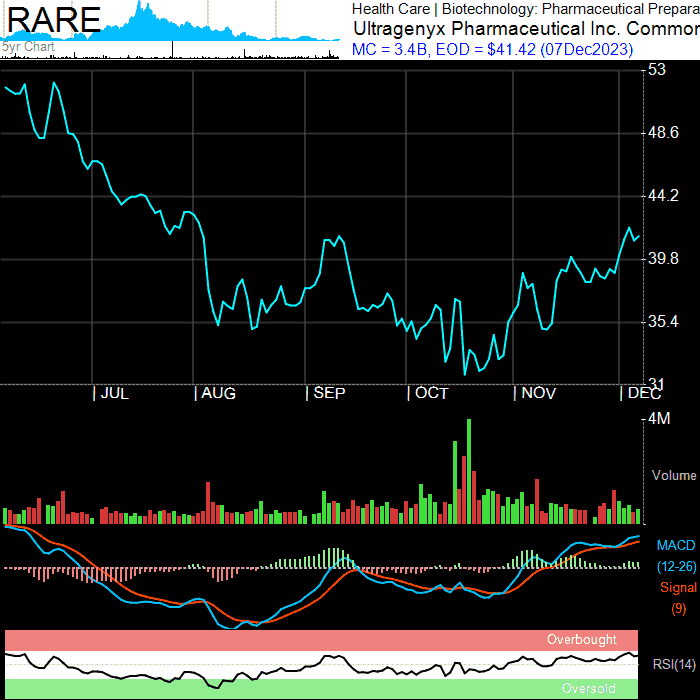 RARE
5yr Chart
Health Care | Biotechnology: Pharmaceutical Prepara
Ultragenyx Pharmaceutical Inc. Common
MC = 3.4B, EOD = $41.42 (07Dec2023)
53
48.6
44.2
39.8
35.4
31
JUL
AUG
SEP
OCT
NOV
DEC
4M
Volume
MACD
(12-26)
Signal
(9)
Overbought
RSI(14)
Oversold